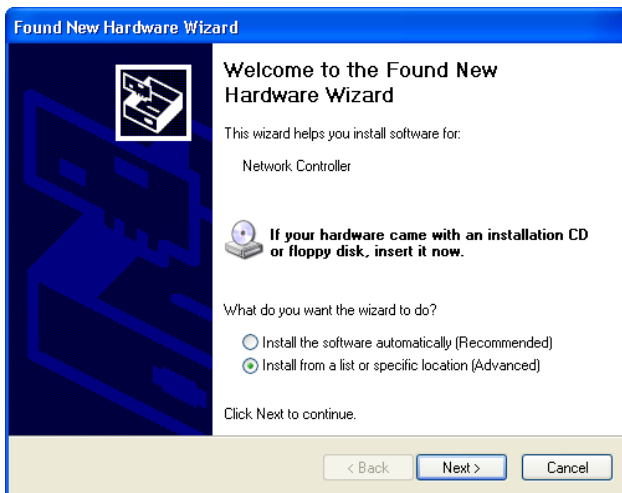 Found New Hardware Wizard
Welcome to the Found New
Hardware Wizard
This wizard helps you install software for:
Network Controller
If your hardware came with an installation CD
or floppy disk, insert it now.
What do you want the wizard to do?
Install the software automatically (Recommended)
Install from a list or specific location (Advanced)
Click Next to continue.
< Back
Next >
Cancel